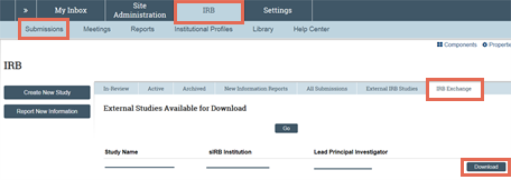 » My Inbox Site Administration IRB Settings
Submissions Meetings Reports Institutional Profiles Library Help Center
Components Propertie
IRB
Create New Study
Report New Information
In Review Active Archived New Information Reports All Submissions External IRB Studies IRB Exchange
External Studies Available for Download
Go
Study Name sIRB Institution Lead Principal Investigator
Download